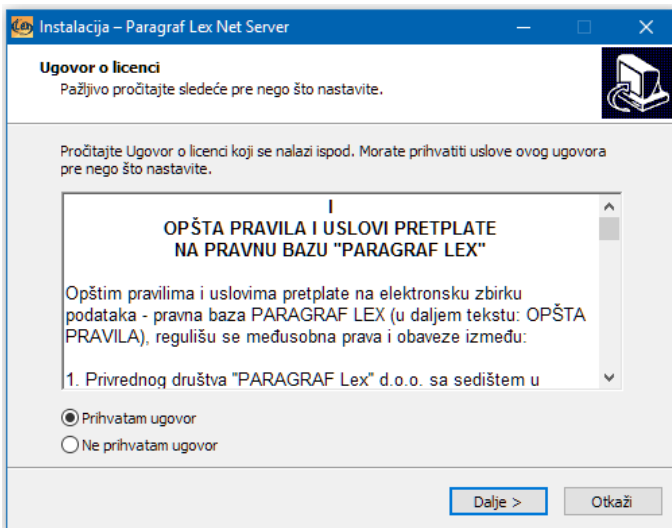 Instalacija – Paragraf Lex Net Server
Ugovor o licenci
Pažljivo pročitajte sledeće pre nego što nastavite.
Pročitajte Ugovor o licenci koji se nalazi ispod. Morate prihvatiti uslove ovog ugovora
pre nego što nastavite.
I
OPŠTA PRAVILA I USLOVI PRETPLATE
NA PRAVNU BAZU "PARAGRAF LEX"
Opštim pravilima i uslovima pretplate na elektronsku zbirku
podataka - pravna baza PARAGRAF LEX (u daljem tekstu: OPŠTA
PRAVILA), regulišu se međusobna prava i obaveze između:
1. Privrednog društva "PARAGRAF Lex" d.o.o. sa sedištem u
Prihvatam ugovor
Ne prihvatam ugovor
Dalje >
Otkaži